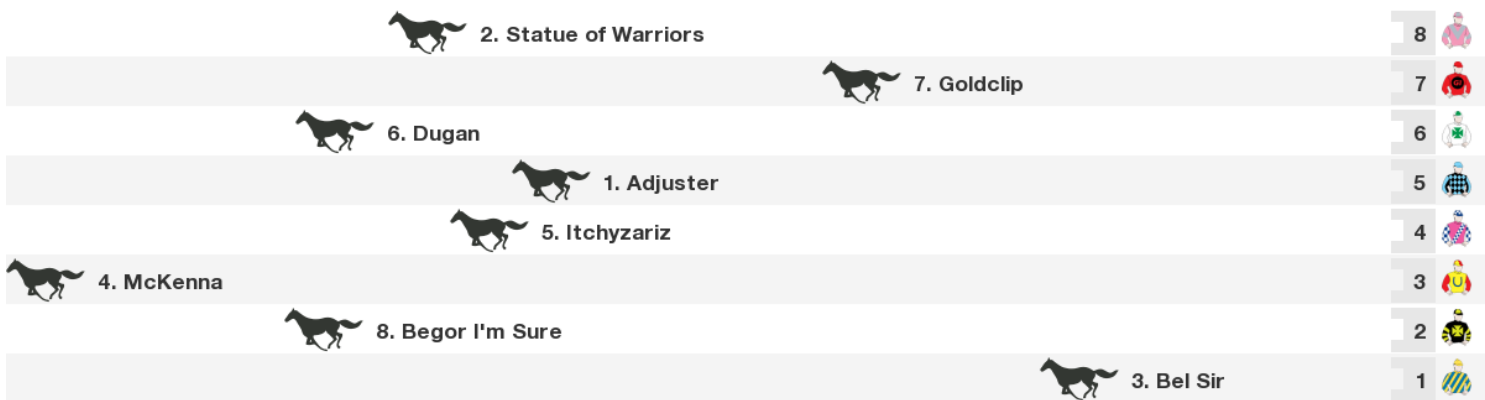 2. Statue of Warriors 8
7. Goldclip 7
6. Dugan 6
1. Adjuster 5
5. Itchyzariz 4
4. McKenna 3
8. Begor I'm Sure 2
3. Bel Sir 1